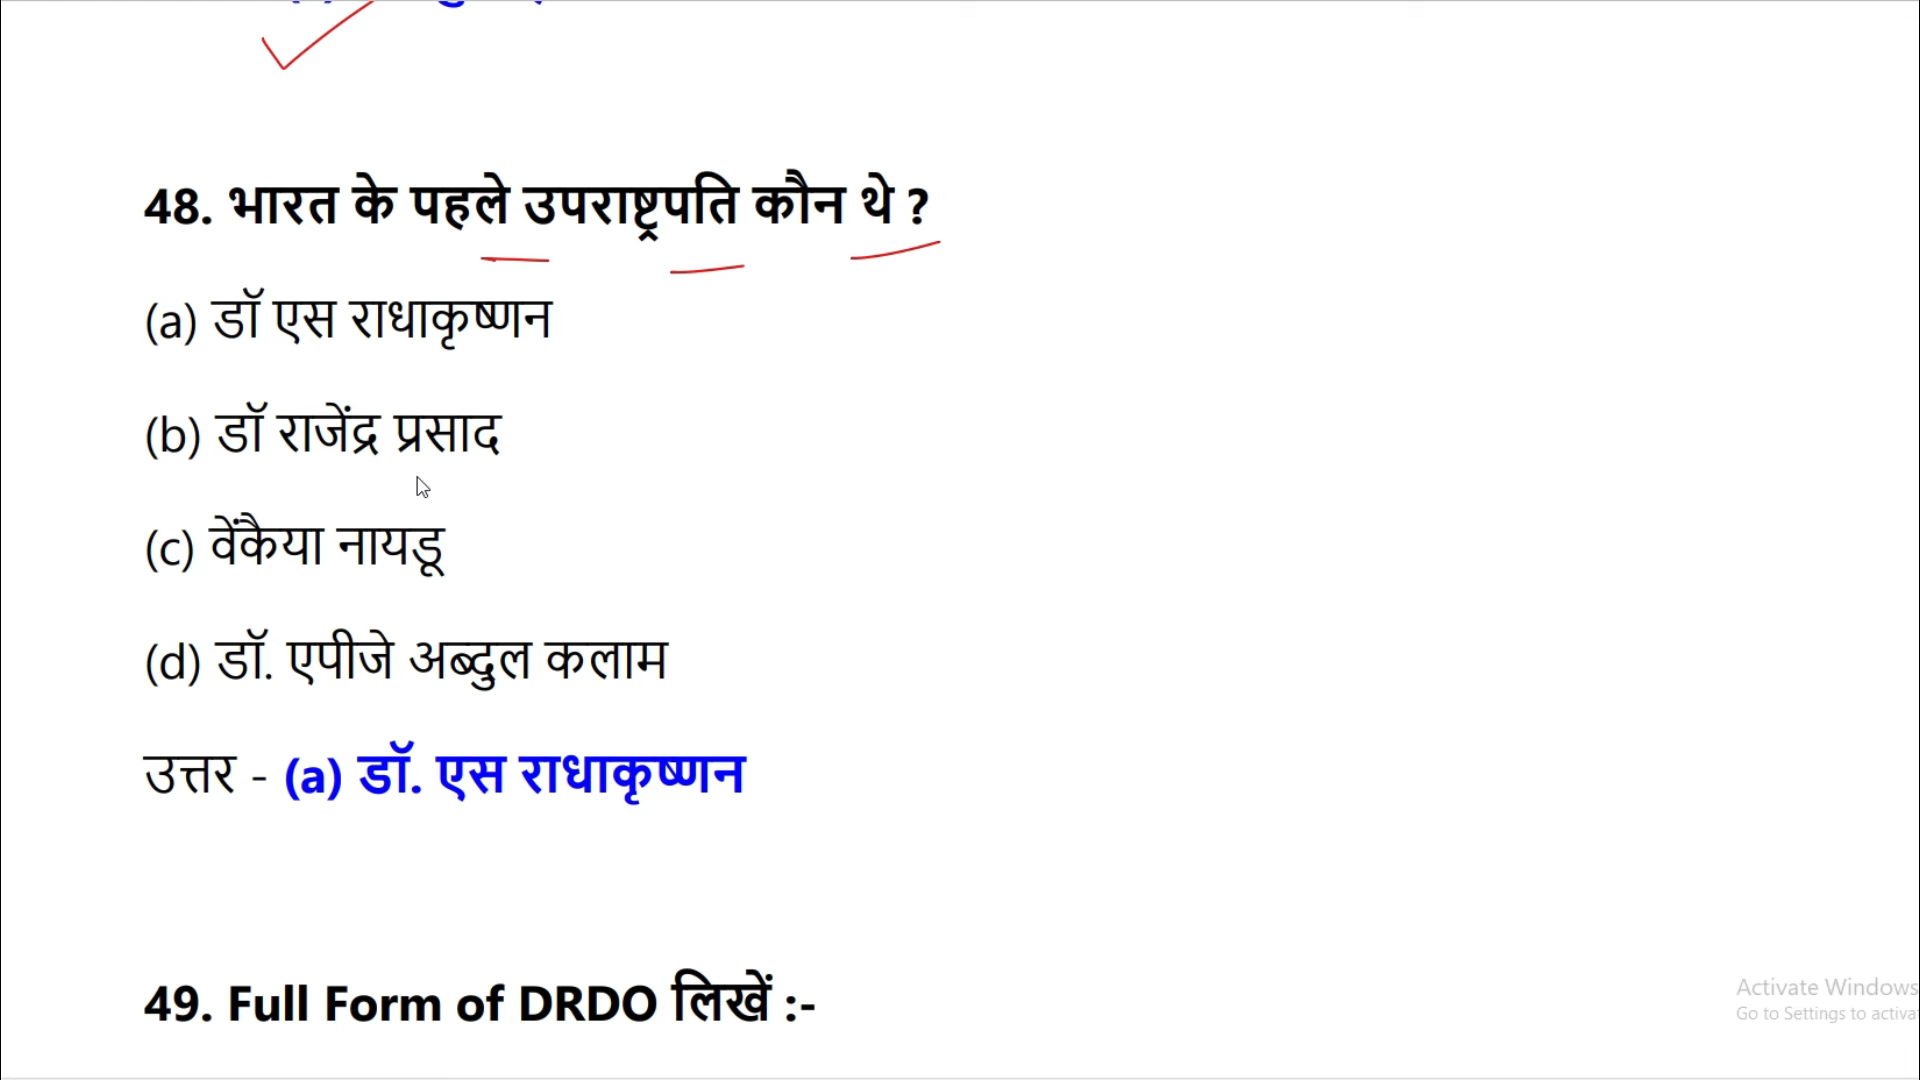 48. भारत के पहले उपराष्ट्रपति कौन थे ?
(a) डॉ एस राधाकृष्णन
(b) डॉ राजेंद्र प्रसाद
(c) वेंकैया नायडू
(d) डॉ. एपीजे अब्दुल कलाम
उत्तर - (a) डॉ. एस राधाकृष्णन
49. Full Form of DRDO लिखें :-
Activate Windows
Go to Settings to activa